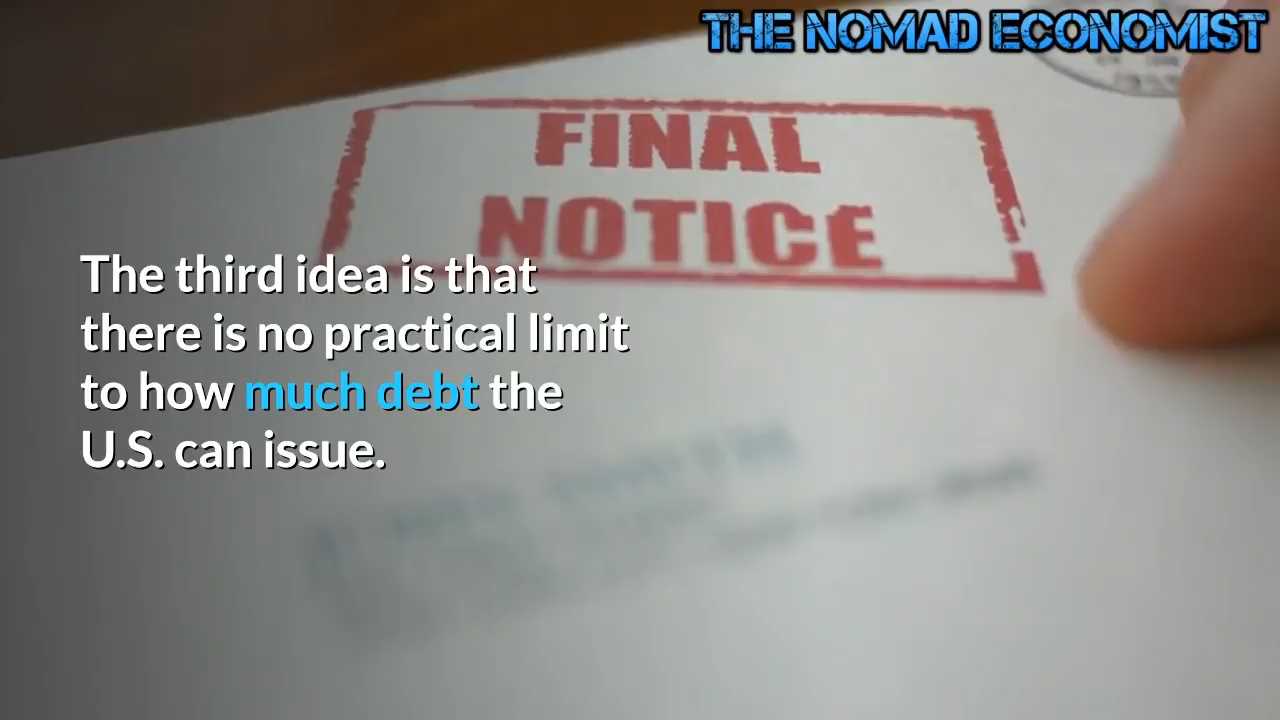 THE NOMAD ECONOMIST
FINAL
NOTICE
The third idea is that
there is no practical limit
to how much debt the
U.S. can issue.